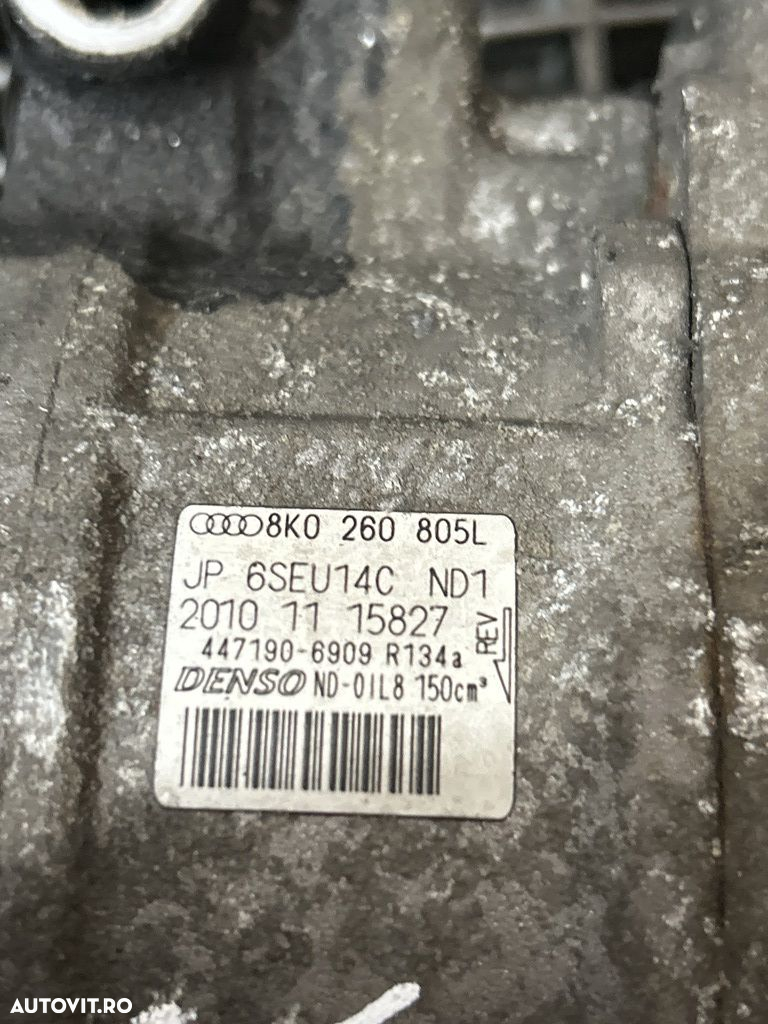 8K0 260 805L
JP 6SEU14C ND1
2010 11 15827
REV
447190-6909 R134a
DENSO ND-OIL8 150cm³
AUTOVIT.RO